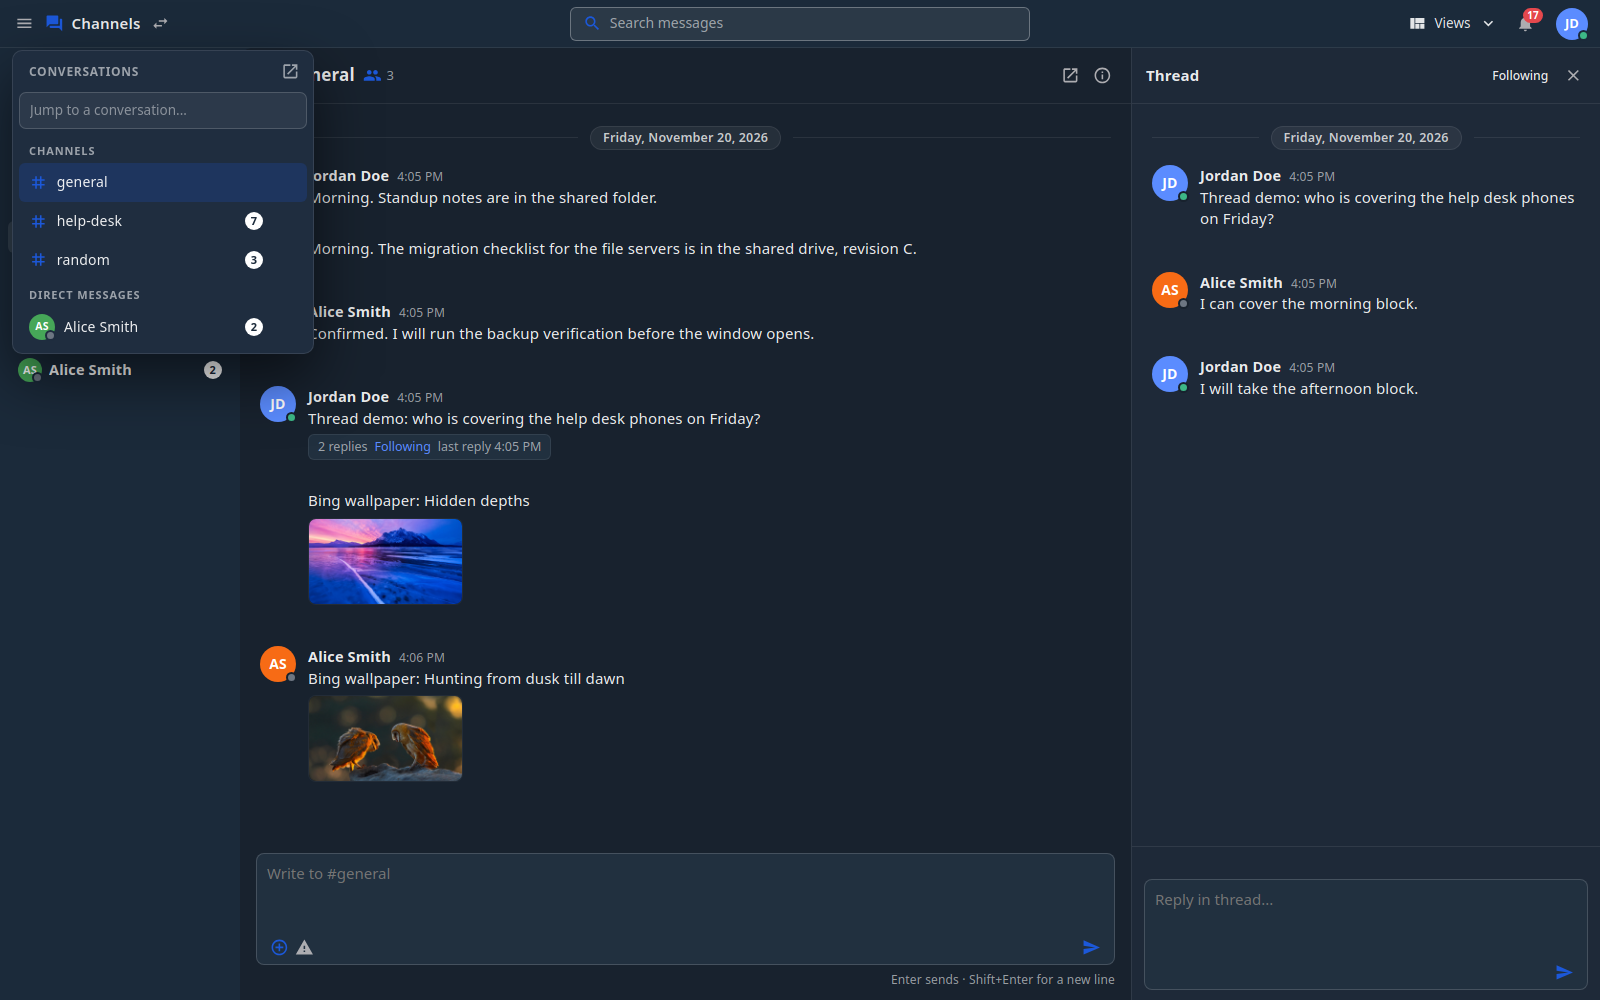 Channels
Search messages
Views
17
JD
CONVERSATIONS
Jump to a conversation...
CHANNELS
general
help-desk
7
random
3
DIRECT MESSAGES
AS
Alice Smith
2
AS
Alice Smith
2
neral
3
Friday, November 20, 2026
ordan Doe 4:05 PM
Morning. Standup notes are in the shared folder.
Morning. The migration checklist for the file servers is in the shared drive, revision C.
Alice Smith 4:05 PM
Confirmed. I will run the backup verification before the window opens.
JD
Jordan Doe 4:05 PM
Thread demo: who is covering the help desk phones on Friday?
2 replies Following last reply 4:05 PM
Bing wallpaper: Hidden depths
AS
Alice Smith 4:06 PM
Bing wallpaper: Hunting from dusk till dawn
Write to #general
Enter sends · Shift+Enter for a new line
Thread
Following
Friday, November 20, 2026
JD
Jordan Doe 4:05 PM
Thread demo: who is covering the help desk phones
on Friday?
AS
Alice Smith 4:05 PM
I can cover the morning block.
JD
Jordan Doe 4:05 PM
I will take the afternoon block.
Reply in thread...